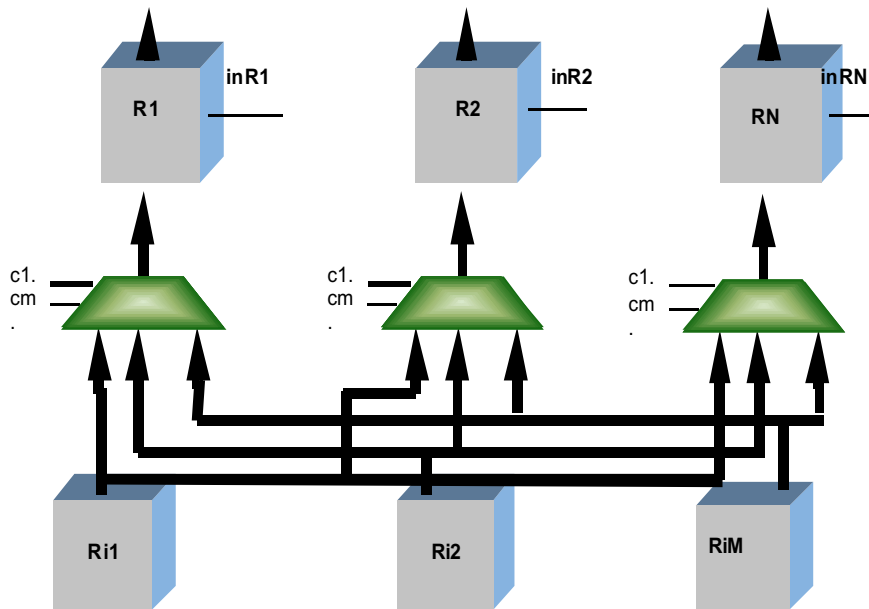 inR1
inR2
inRN
R1
R2
RN
c1.
cm
.
c1.
cm
.
c1.
cm
.
Ri1
Ri2
RiM